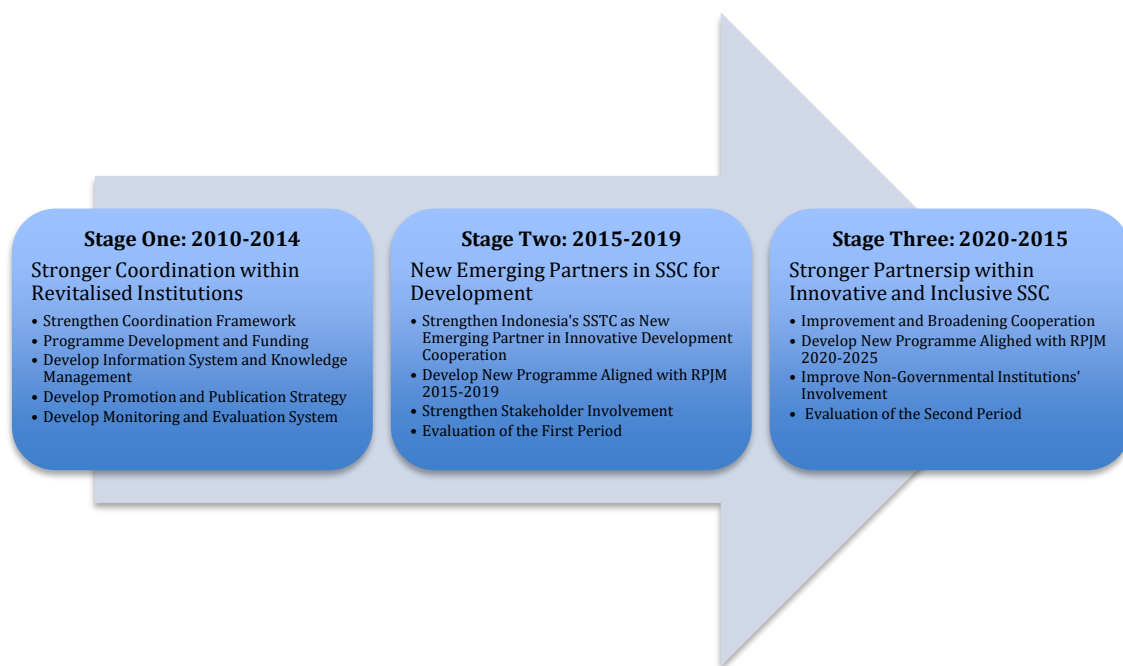 Stage One: 2010-2014
Stronger Coordination within
Revitalised Institutions
• Strengthen Coordination Framework
• Programme Development and Funding
• Develop Information System and Knowledge
Management
• Develop Promotion and Publication Strategy
• Develop Monitoring and Evaluation System
Stage Two: 2015-2019
New Emerging Partners in SSC for
Development
• Strengthen Indonesia's SSTC as New
Emerging Partner in Innovative Development
Cooperation
• Develop New Programme Aligned with RPJM
2015-2019
• Strengthen Stakeholder Involvement
• Evaluation of the First Period
Stage Three: 2020-2015
Stronger Partnersip within
Innovative and Inclusive SSC
• Improvement and Broadening Cooperation
• Develop New Programme Alighed with RPJM
2020-2025
• Improve Non-Governmental Institutions'
Involvement
• Evaluation of the Second Period